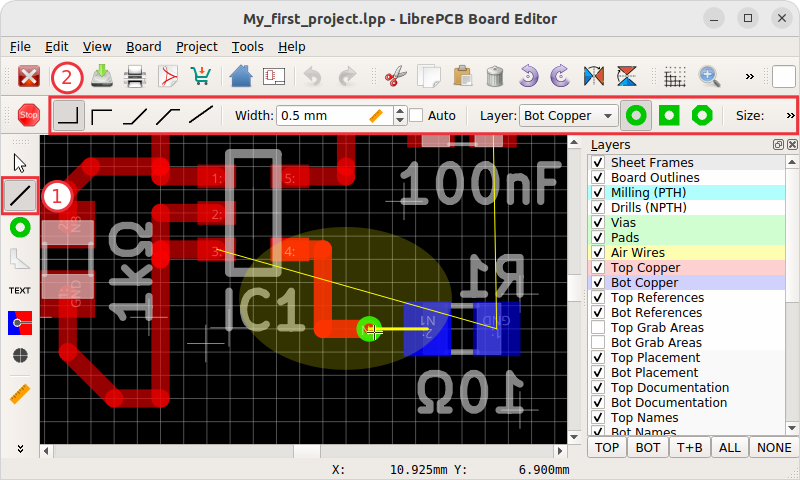 My_first_project.lpp - LibrePCB Board Editor
File Edit View Board Project Tools Help
2
»
Stop
Width: 0.5 mm
Auto
Layer: Bot Copper
Size:
»
1
TEXT
»
1:
2:
3:
5:
4:
100nF
1kΩ
NB
GND
IC1
R1
N1
2:
GND
10Ω
Layers
Sheet Frames
Board Outlines
Milling (PTH)
Drills (NPTH)
Vias
Pads
Air Wires
Top Copper
Bot Copper
Top References
Bot References
Top Grab Areas
Bot Grab Areas
Top Placement
Bot Placement
Top Documentation
Bot Documentation
Top Names
Bot Names
TOP BOT T+B ALL NONE
X: 10.925mm Y: 6.900mm